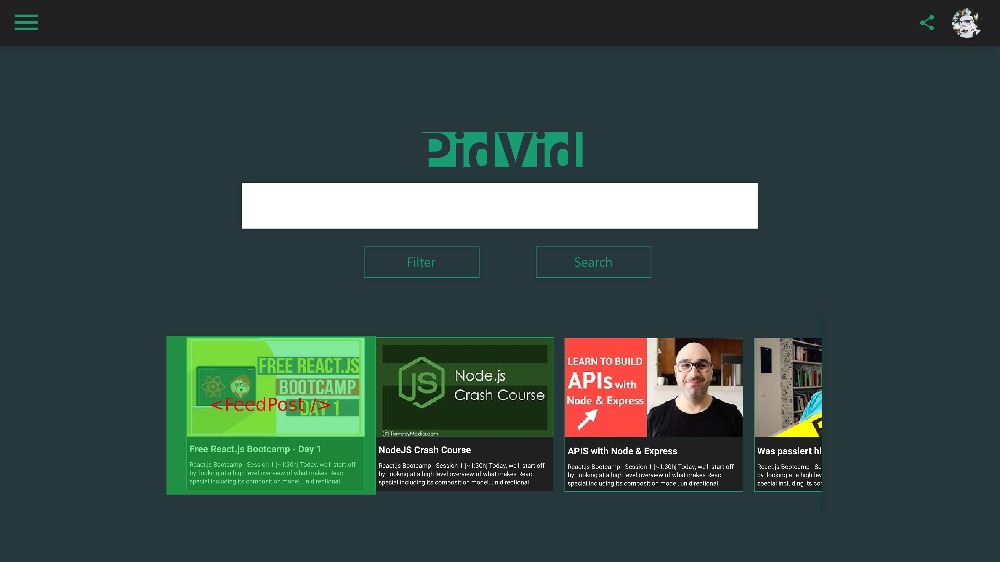 PidVid
Filter
Search
FREE REACT.JS
BOOTCAMP
DAY 1
<FeedPost />
Free React.js Bootcamp - Day 1
React.js Bootcamp - Session 1 [~1:30h] Today, we'll start off
by looking at a high level overview of what makes React
special including its composition model, unidirectional.
JS
Node.js
Crash Course
TraversyMedia.com
NodeJS Crash Course
React.js Bootcamp - Session 1 [~1:30h] Today, we'll start off
by looking at a high level overview of what makes React
special including its composition model, unidirectional.
LEARN TO BUILD
APIs with
Node & Express
APIS with Node & Express
React.js Bootcamp - Session 1 [~1:30h] Today, we'll start off
by looking at a high level overview of what makes React
special including its composition model, unidirectional.
Was passiert hi
React.js Bootcamp - Se
by looking at a high lev
special including its cor